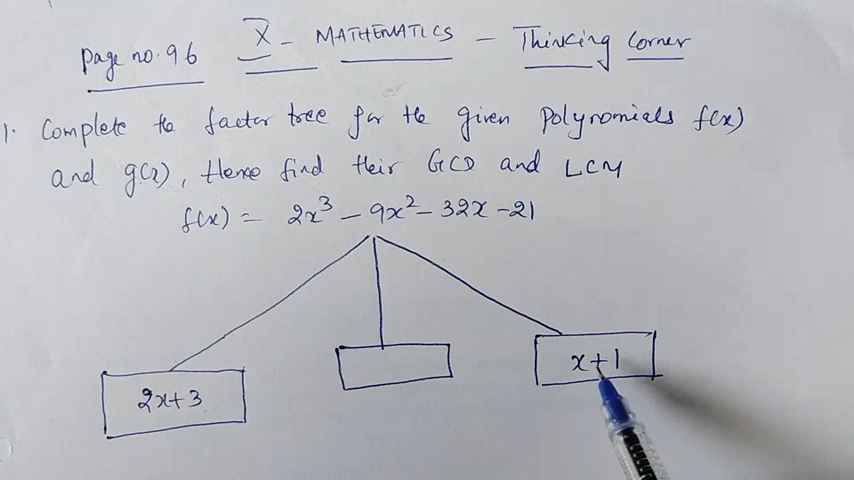 Page no. 96 X - MATHEMATICS - Thinking Corner
1. Complete the factor tree for the given Polynomials f(x)
and g(x), Hence find their GCD and LCM
f(x) = 2x³ - 9x² - 32x - 21
2x+3
x+1